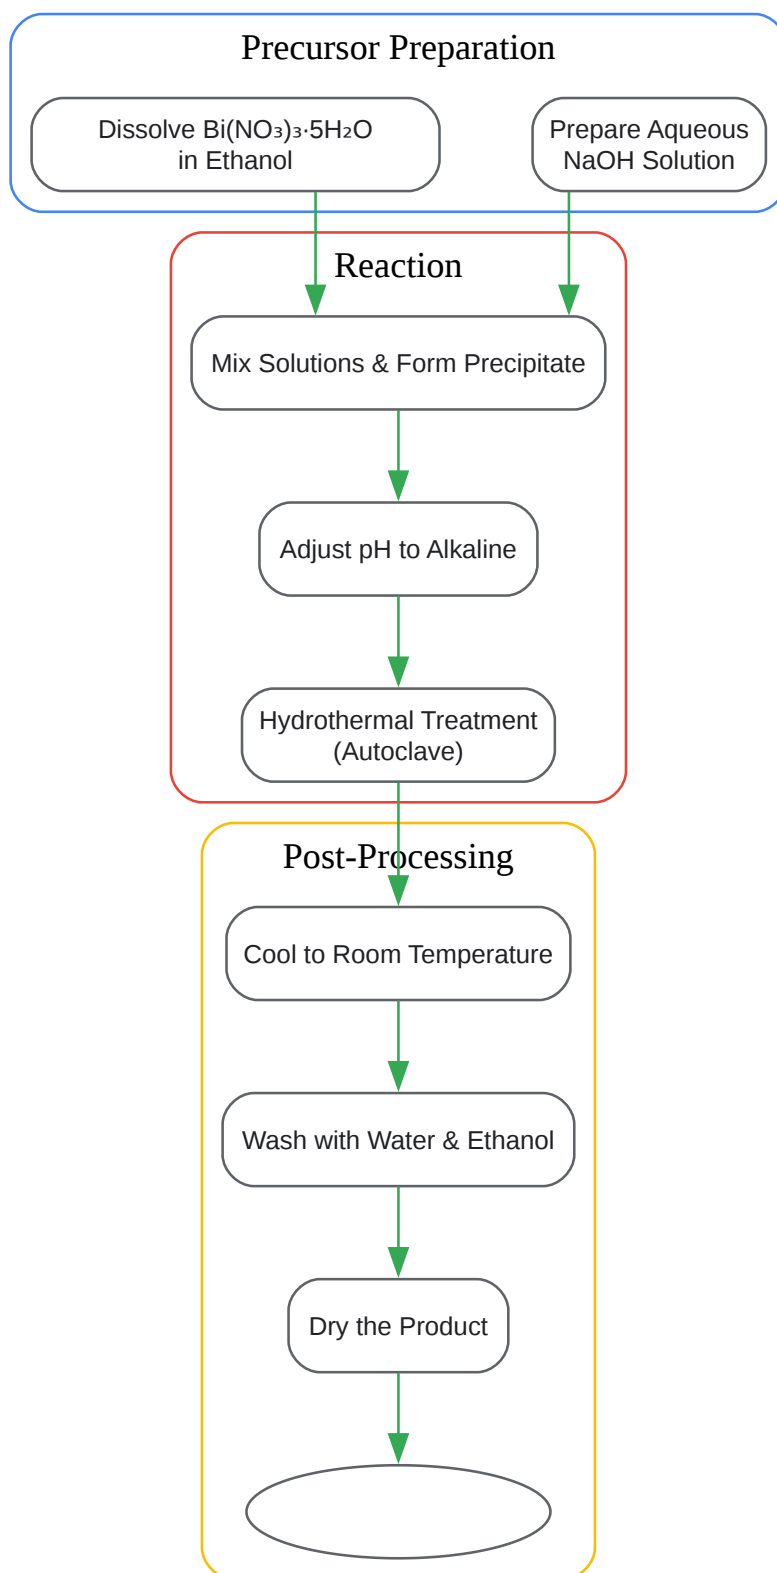 Precursor Preparation
Dissolve Bi(NO₃)₃·5H₂O
in Ethanol
Prepare Aqueous
NaOH Solution
Reaction
Mix Solutions & Form Precipitate
Adjust pH to Alkaline
Hydrothermal Treatment
(Autoclave)
Post-Processing
Cool to Room Temperature
Wash with Water & Ethanol
Dry the Product